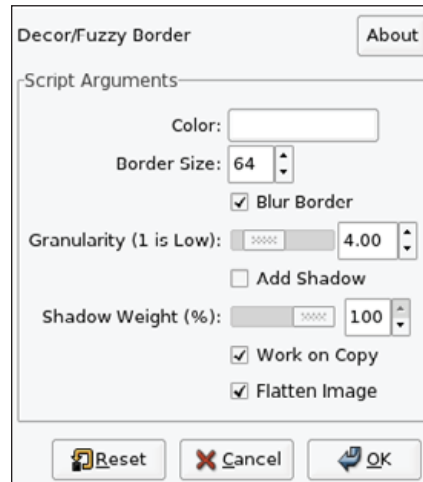 Decor/Fuzzy Border About
Script Arguments
Color:
Border Size: 64
Blur Border
Granularity (1 is Low): 4.00
Add Shadow
Shadow Weight (%): 100
Work on Copy
Flatten Image
Reset Cancel OK